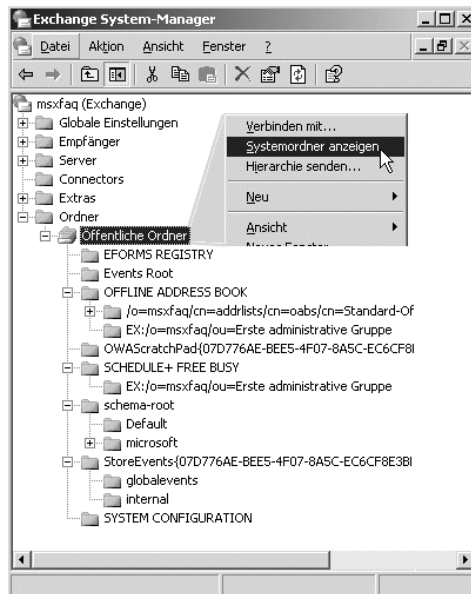 Exchange System-Manager
Datei Aktion Ansicht Fenster ?
msxfaq (Exchange)
Globale Einstellungen
Empfänger
Server
Connectors
Extras
Ordner
Öffentliche Ordner
Verbinden mit...
Systemordner anzeigen
Hierarchie senden...
Neu
Ansicht
EFORMS REGISTRY
Events Root
OFFLINE ADDRESS BOOK
/o=msxfaq/cn=addrlists/cn=oabs/cn=Standard-Of
EX:/o=msxfaq/ou=Erste administrative Gruppe
OWAScratchPad{07D776AE-BEE5-4F07-8A5C-EC6CF8
SCHEDULE+ FREE BUSY
EX:/o=msxfaq/ou=Erste administrative Gruppe
schema-root
Default
microsoft
StoreEvents{07D776AE-BEE5-4F07-8A5C-EC6CF8E3B
globalevents
internal
SYSTEM CONFIGURATION